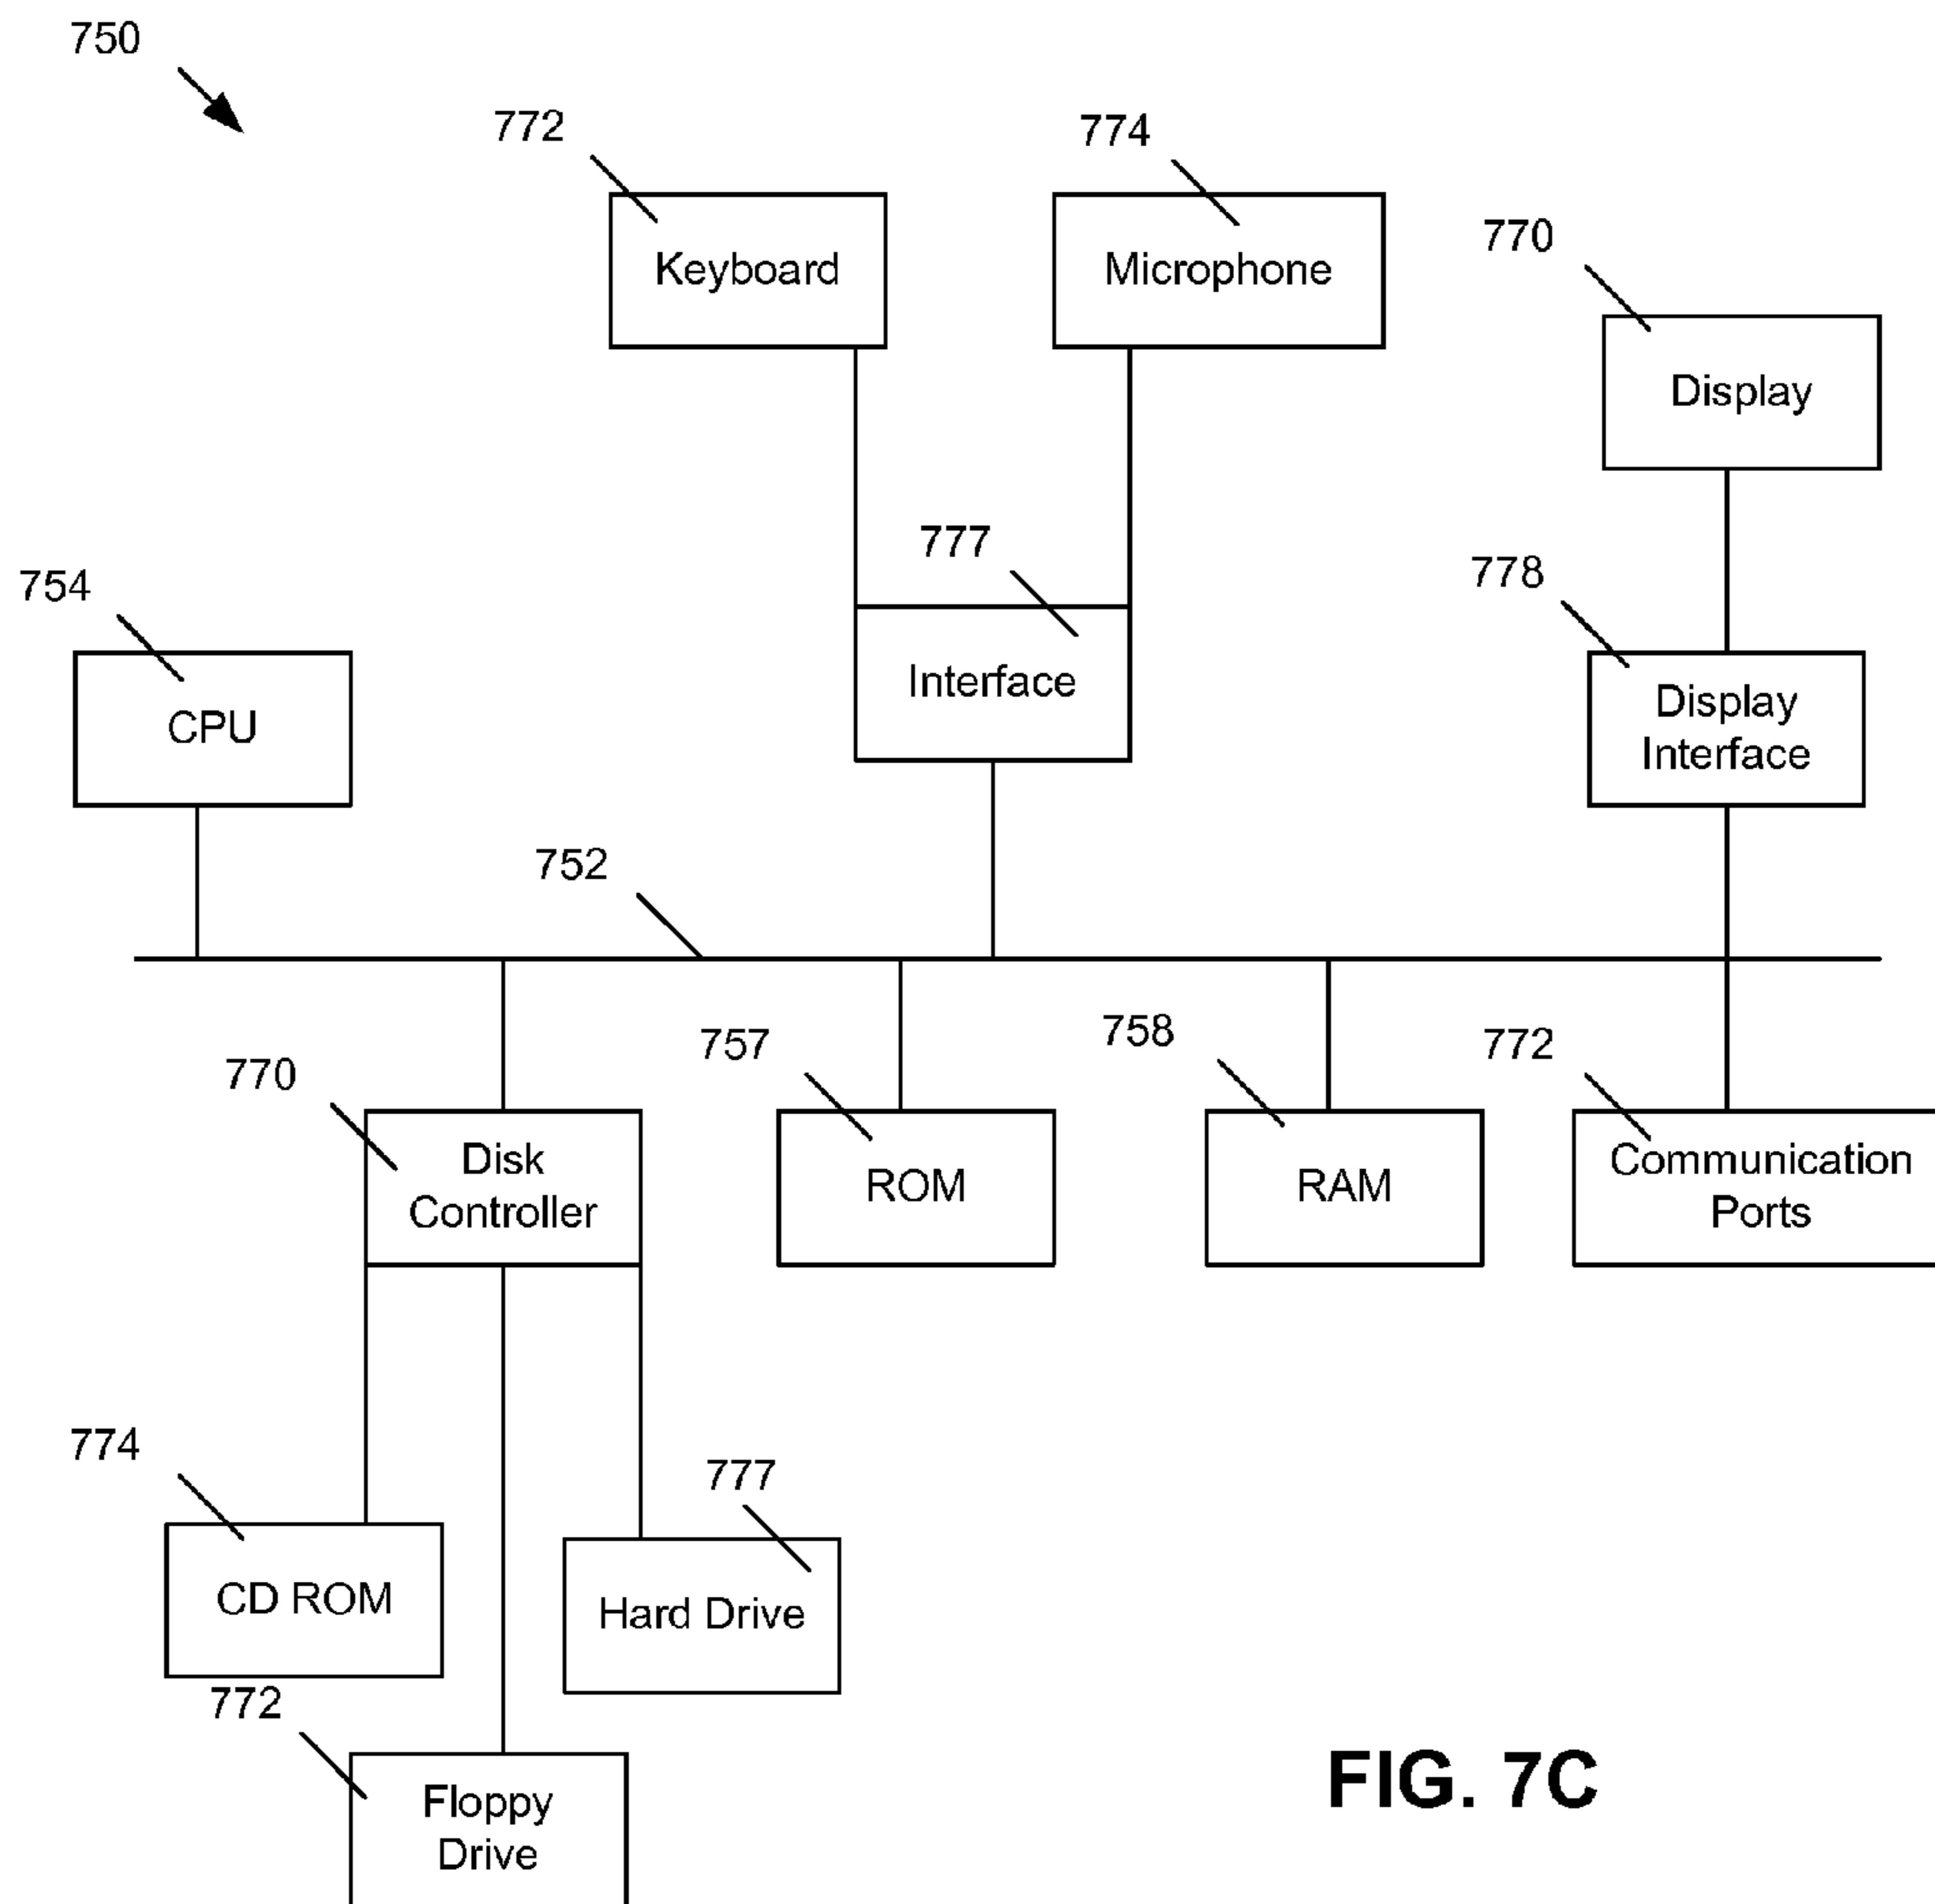 750
772
774
Keyboard
Microphone
770
Display
777
778
754
Interface
Display
Interface
CPU
752
757
758
772
770
Disk
Controller
ROM
RAM
Communication
Ports
774
777
CD ROM
Hard Drive
772
Floppy
Drive
FIG. 7C